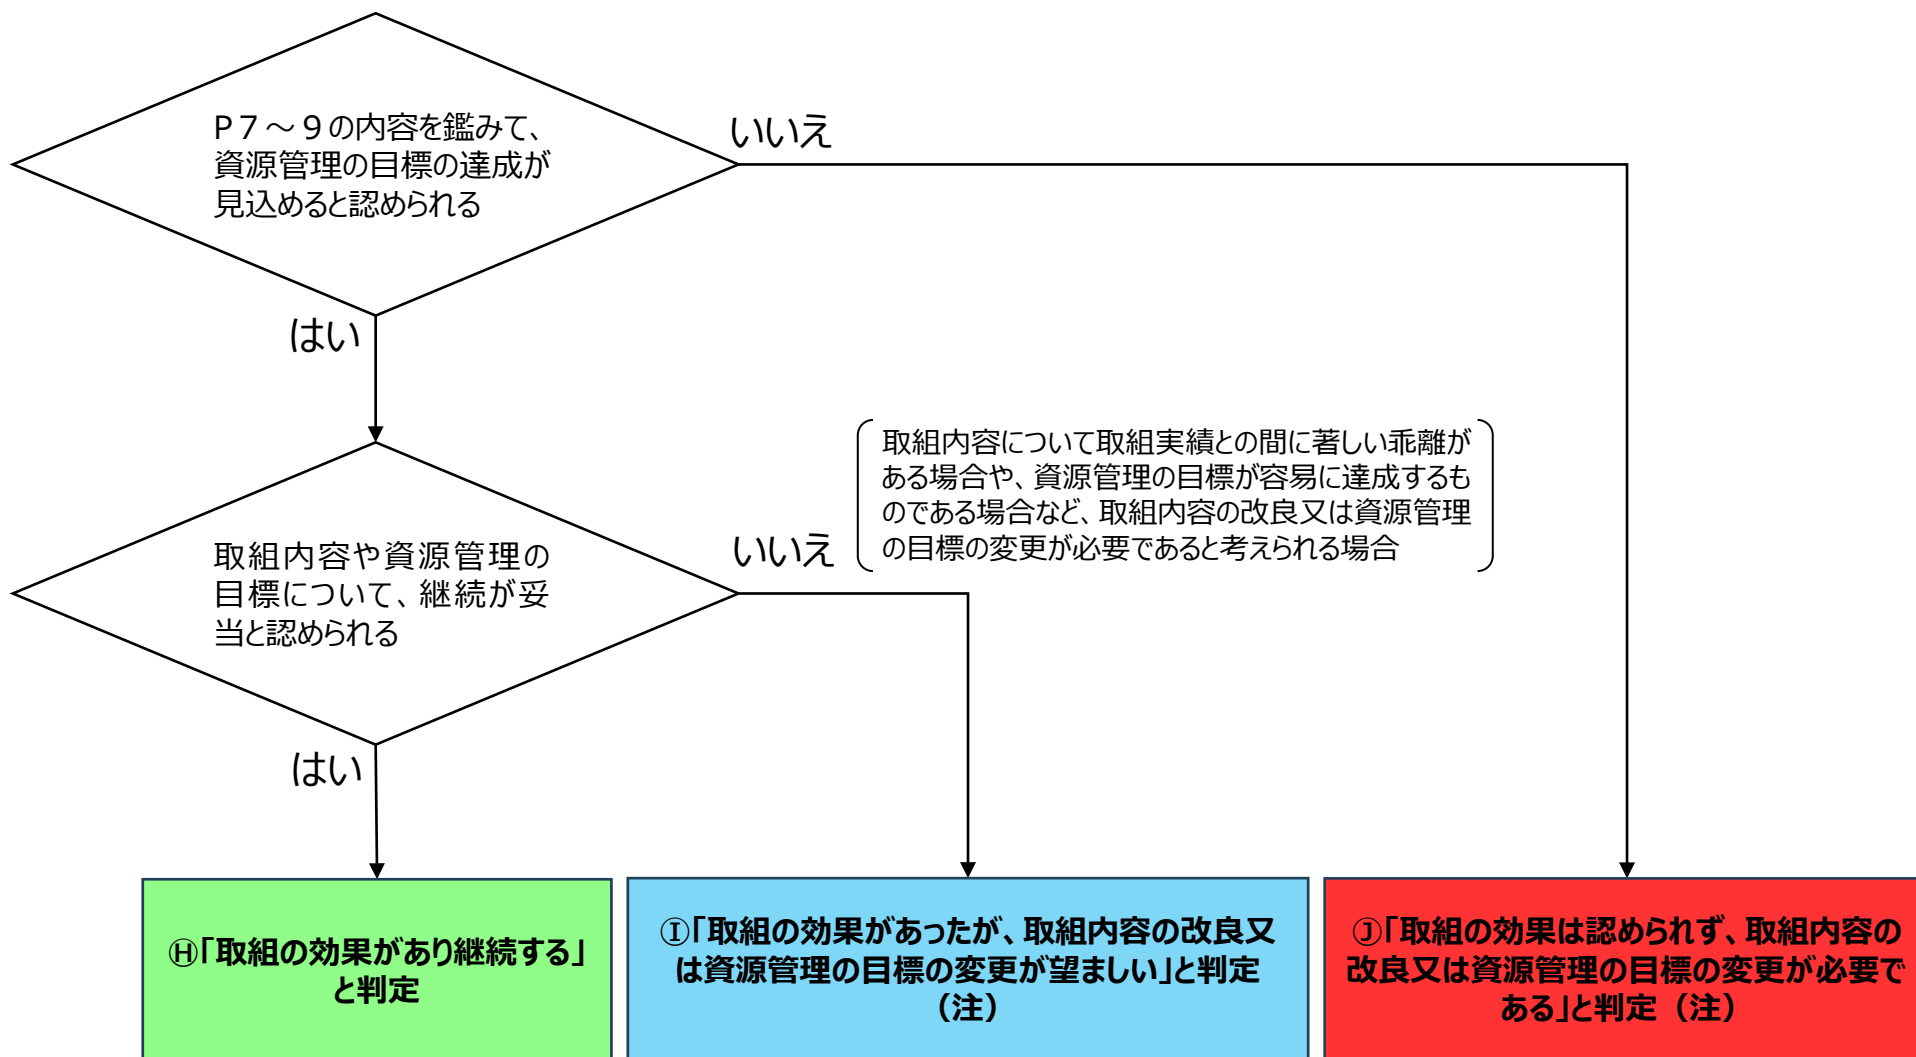 P7～9の内容を鑑みて、
資源管理の目標の達成が
見込めると認められる
いいえ
はい
取組内容について取組実績との間に著しい乖離が
ある場合や、資源管理の目標が容易に達成するも
のである場合など、取組内容の改良又は資源管理
の目標の変更が必要であると考えられる場合
取組内容や資源管理の
目標について、継続が妥
当と認められる
いいえ
はい
Ⓗ「取組の効果があり継続する」
と判定
Ⓘ「取組の効果があったが、取組内容の改良又
は資源管理の目標の変更が望ましい」と判定
（注）
Ⓙ「取組の効果は認められず、取組内容の
改良又は資源管理の目標の変更が必要で
ある」と判定（注）